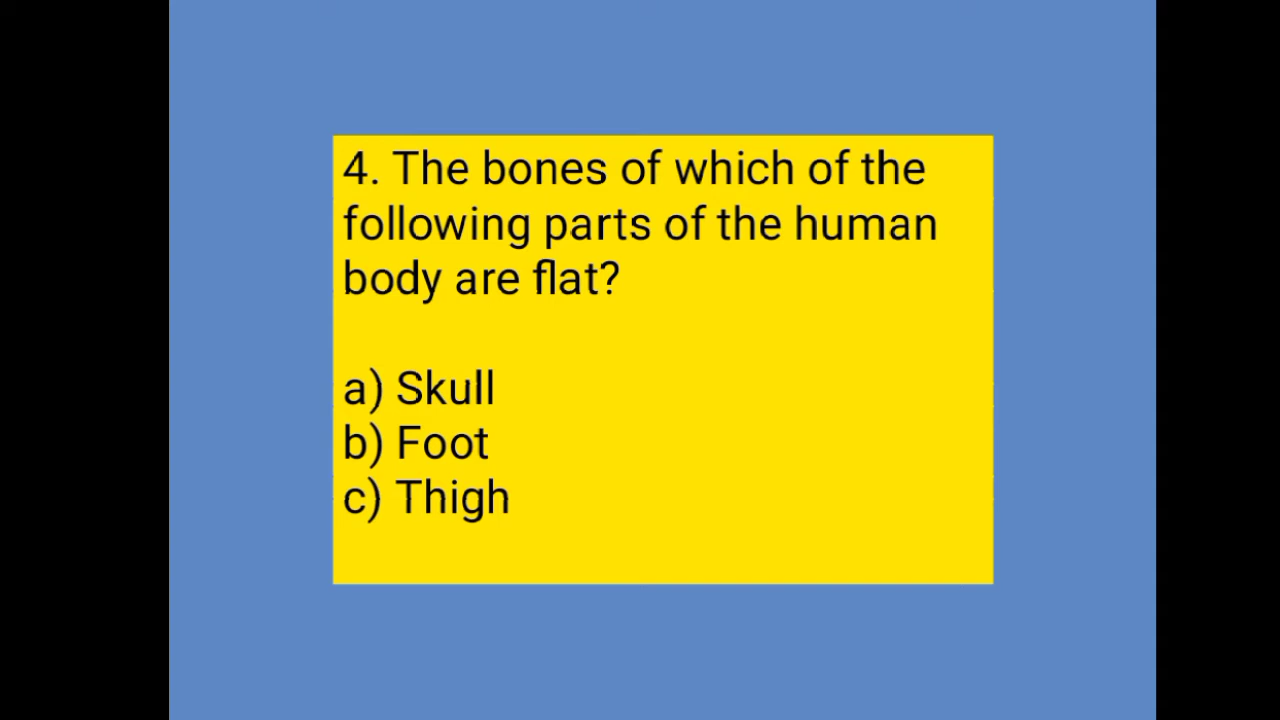 4. The bones of which of the
following parts of the human
body are flat?
a) Skull
b) Foot
c) Thigh